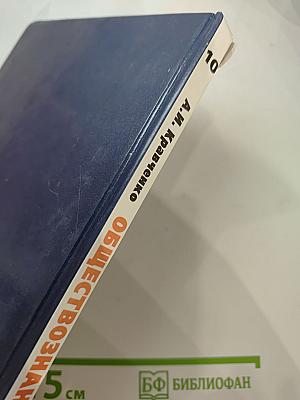 10
А.И. Кравченко
ОБЩЕСТВОЗНАН
5 см
БФ БИБЛИОФАН